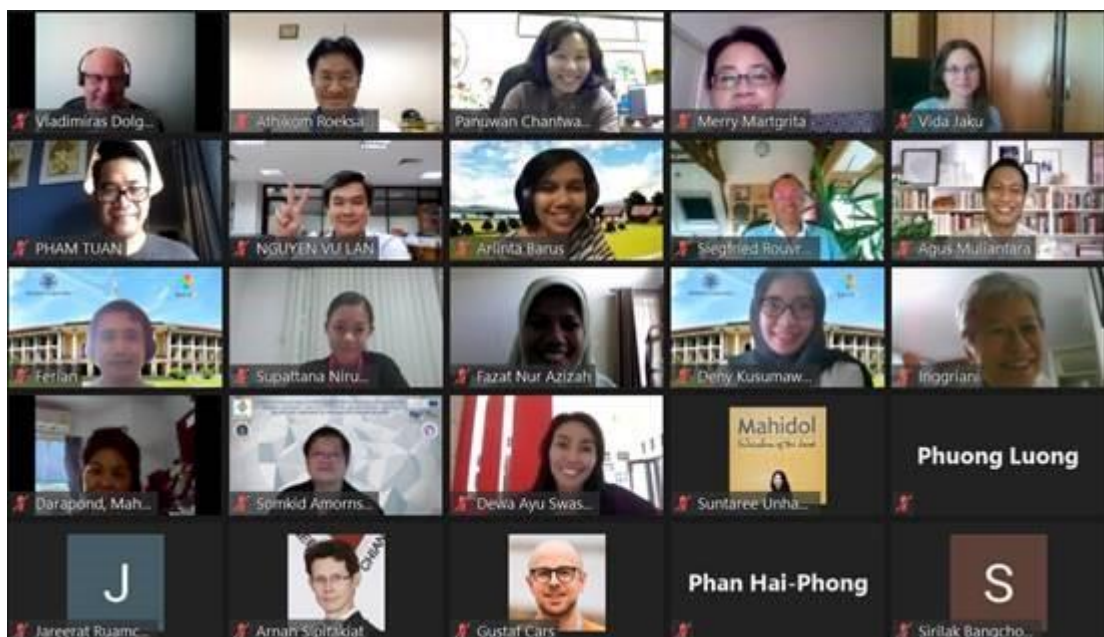 Vladimiras Dolg...
Athikom Roeksa...
Panuwan Chantwa...
Merry Martgrita
Vida Jaku
PHAM TUAN
NGUYEN VU LAN
Arlinta Barus
Siegfried Rouvr...
Agus Muliantara
Ferian
Supattana Niru...
Fazat Nur Azizah
Deny Kusumaw...
Inggriani
Darapond, Mah...
Somkid Amorns...
Dewa Ayu Swas...
Mahidol
Suntaree Unha...
Phuong Luong
J
Jareerat Ruamc...
CHIAN
Arnan Sipitakiat
Gustaf Cars
Phan Hai-Phong
S
Sirilak Bangcho...